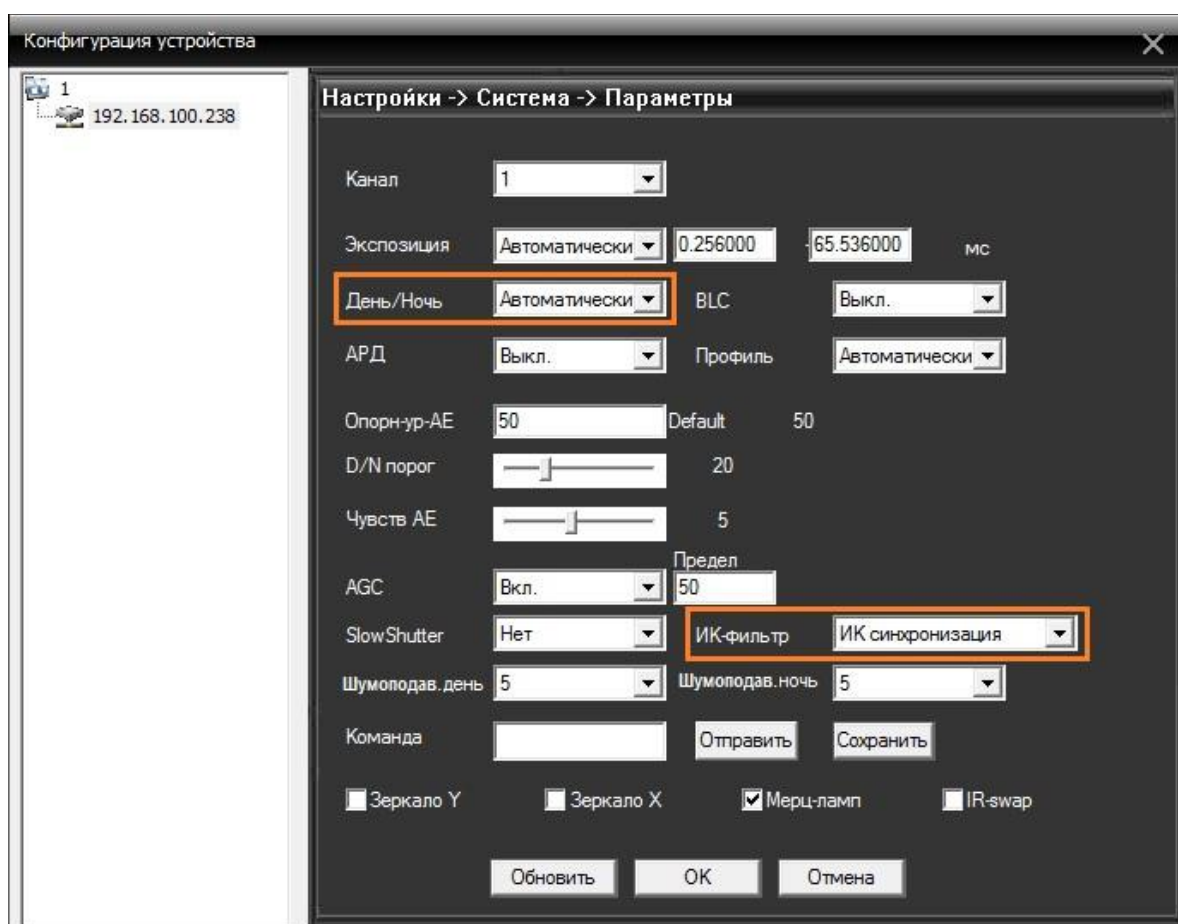 Конфигурация устройства
1
192.168.100.238
Настройки -> Система -> Параметры
Канал 1
Экспозиция Автоматически 0.256000 -65.536000 мс
День/Ночь Автоматически BLC Выкл.
АРД Выкл. Профиль Автоматически
Опорн-ур-АЕ 50 Default 50
D/N порог 20
Чувств АЕ 5
Предел
AGC Вкл. 50
SlowShutter Нет ИК-фильтр ИК синхронизация
Шумоподав.день 5 Шумоподав.ночь 5
Команда Отправить Сохранить
Зеркало Y Зеркало X Мерц-ламп IR-swap
Обновить OK Отмена